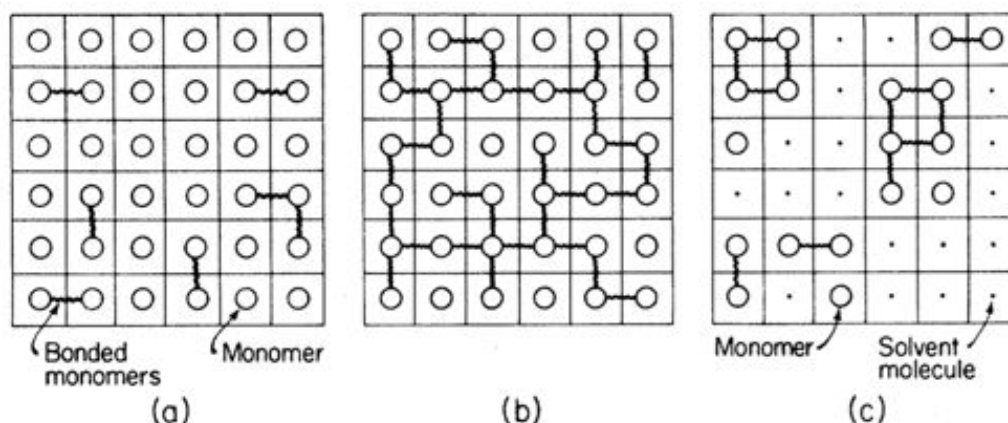 Bonded
monomers
Monomer
Monomer
Solvent
molecule
(a)
(b)
(c)